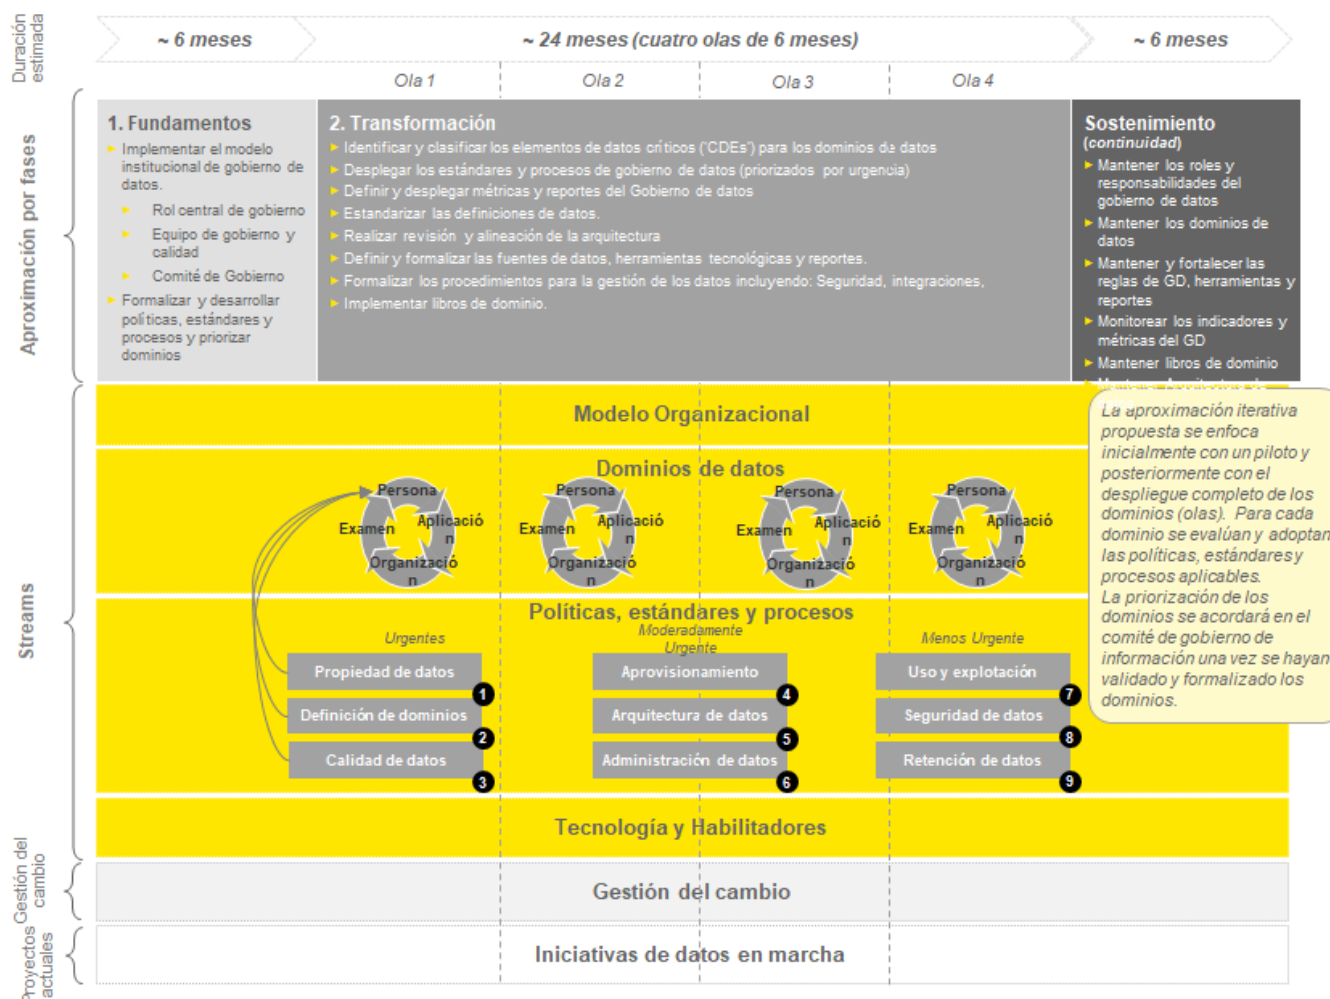 Duración
estimada
~ 6 meses
~ 24 meses (cuatro olas de 6 meses)
~ 6 meses
Ola 1
Ola 2
Ola 3
Ola 4
Aproximación por fases
1. Fundamentos
Implementar el modelo
institucional de gobierno de
datos.
Rol central de gobierno
Equipo de gobierno y
calidad
Comité de Gobierno
Formalizar y desarrollar
políticas, estándares y
procesos y priorizar
dominios
2. Transformación
Identificar y clasificar los elementos de datos críticos ('CDEs') para los dominios de datos
Desplegar los estándares y procesos de gobierno de datos (priorizados por urgencia)
Definir y desplegar métricas y reportes del Gobierno de datos
Estandarizar las definiciones de datos.
Realizar revisión y alineación de la arquitectura
Definir y formalizar las fuentes de datos, herramientas tecnológicas y reportes.
Formalizar los procedimientos para la gestión de los datos incluyendo: Seguridad, integraciones,
Implementar libros de dominio.
Sostenimiento
(continuidad)
Mantener los roles y
responsabilidades del
gobierno de datos
Mantener los dominios de
datos
Mantener y fortalecer las
reglas de GD, herramientas y
reportes
Monitorear los indicadores y
métricas del GD
Mantener libros de dominio
Streams
Modelo Organizacional
Dominios de datos
Persona
Aplicació
n
Organizació
n
Examen
Persona
Aplicació
n
Organizació
n
Examen
Persona
Aplicació
n
Organizació
n
Examen
Persona
Aplicació
n
Organizació
n
Examen
Políticas, estándares y procesos
Urgentes
Propiedad de datos
1
Definición de dominios
2
Calidad de datos
3
Moderadamente
Urgente
Aprovisionamiento
4
Arquitectura de datos
5
Administración de datos
6
Menos Urgente
Uso y explotación
7
Seguridad de datos
8
Retención de datos
9
La aproximación iterativa
propuesta se enfoca
inicialmente con un piloto y
posteriormente con el
despliegue completo de los
dominios (olas). Para cada
dominio se evalúan y adoptan
las políticas, estándares y
procesos aplicables.
La priorización de los
dominios se acordará en el
comité de gobierno de
información una vez se hayan
validado y formalizado los
dominios.
Tecnología y Habilitadores
Gestión del
cambio
Gestión del cambio
Proyectos
actuales
Iniciativas de datos en marcha